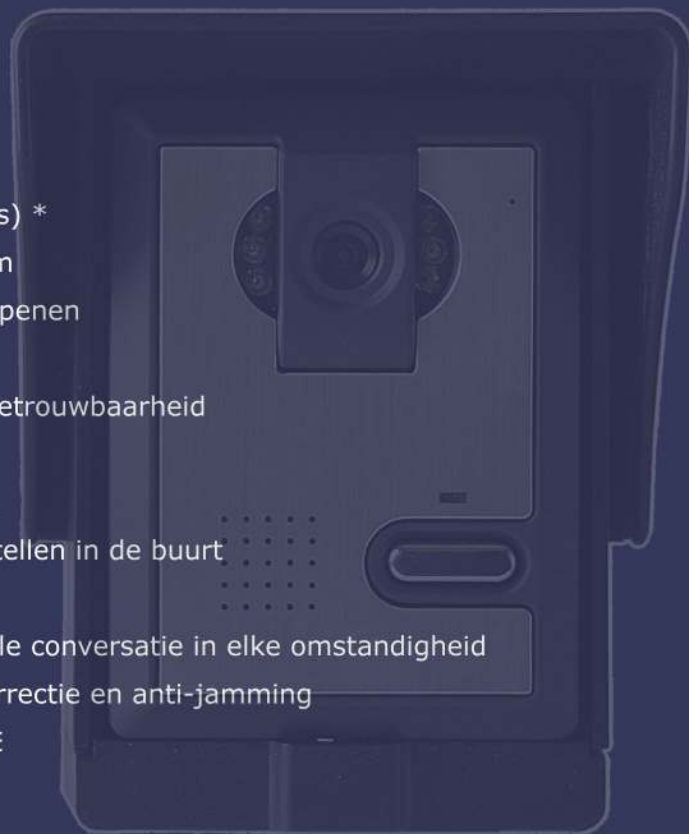 s) *
penen
etrouwbaarheid
tellen in de buurt
le conversatie in elke omstandigheid
rrectie en anti-jamming